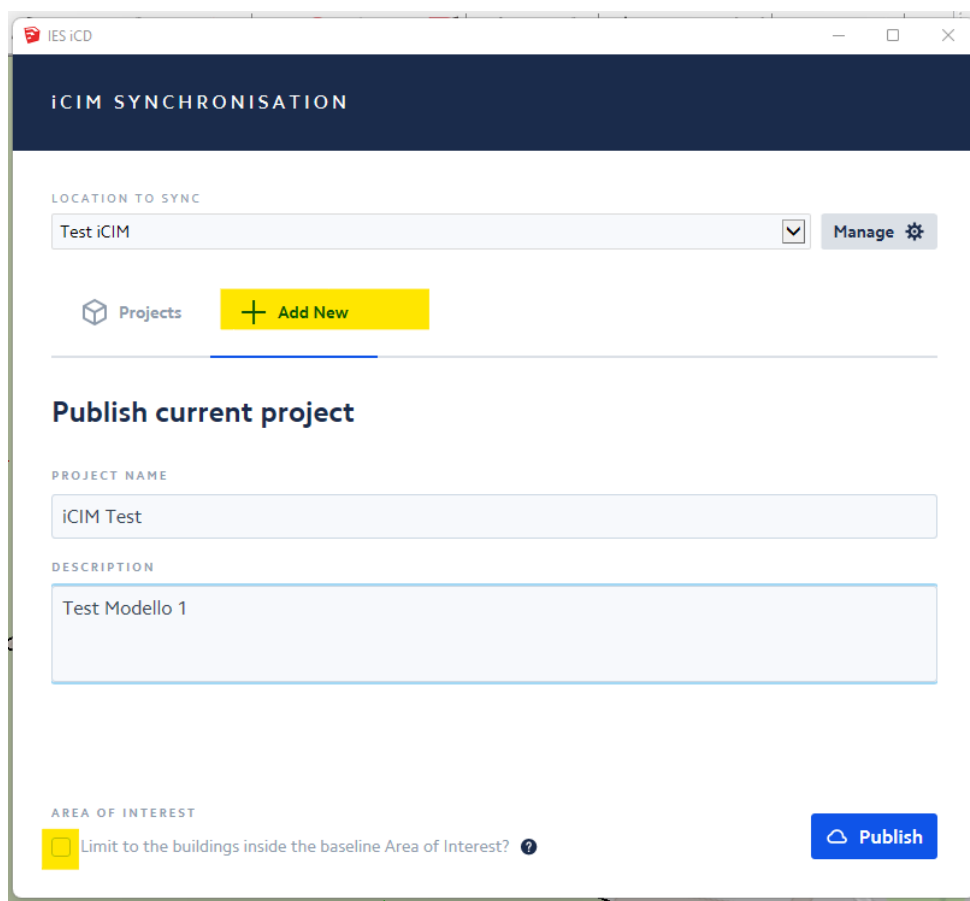 IES iCD
iCIM SYNCHRONISATION
LOCATION TO SYNC
Test iCIM
Manage
Projects
Add New
Publish current project
PROJECT NAME
iCIM Test
DESCRIPTION
Test Modello 1
AREA OF INTEREST
Limit to the buildings inside the baseline Area of Interest? ?
Publish